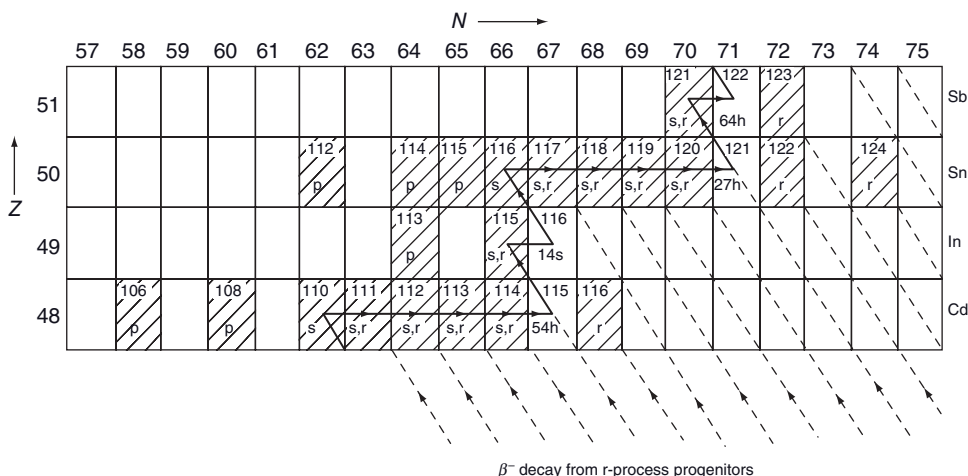 N
57 58 59 60 61 62 63 64 65 66 67 68 69 70 71 72 73 74 75
121 122 123
51 Sb
s,r 64h r
112 114 115 116 117 118 119 120 121 122 124
50 Sn
p p p s s,r s,r s,r s,r 27h r r
Z
113 115 116
49 In
p s,r 14s
106 108 110 111 112 113 114 115 116
48 Cd
p p s s,r s,r s,r s,r 54h r
β− decay from r-process progenitors